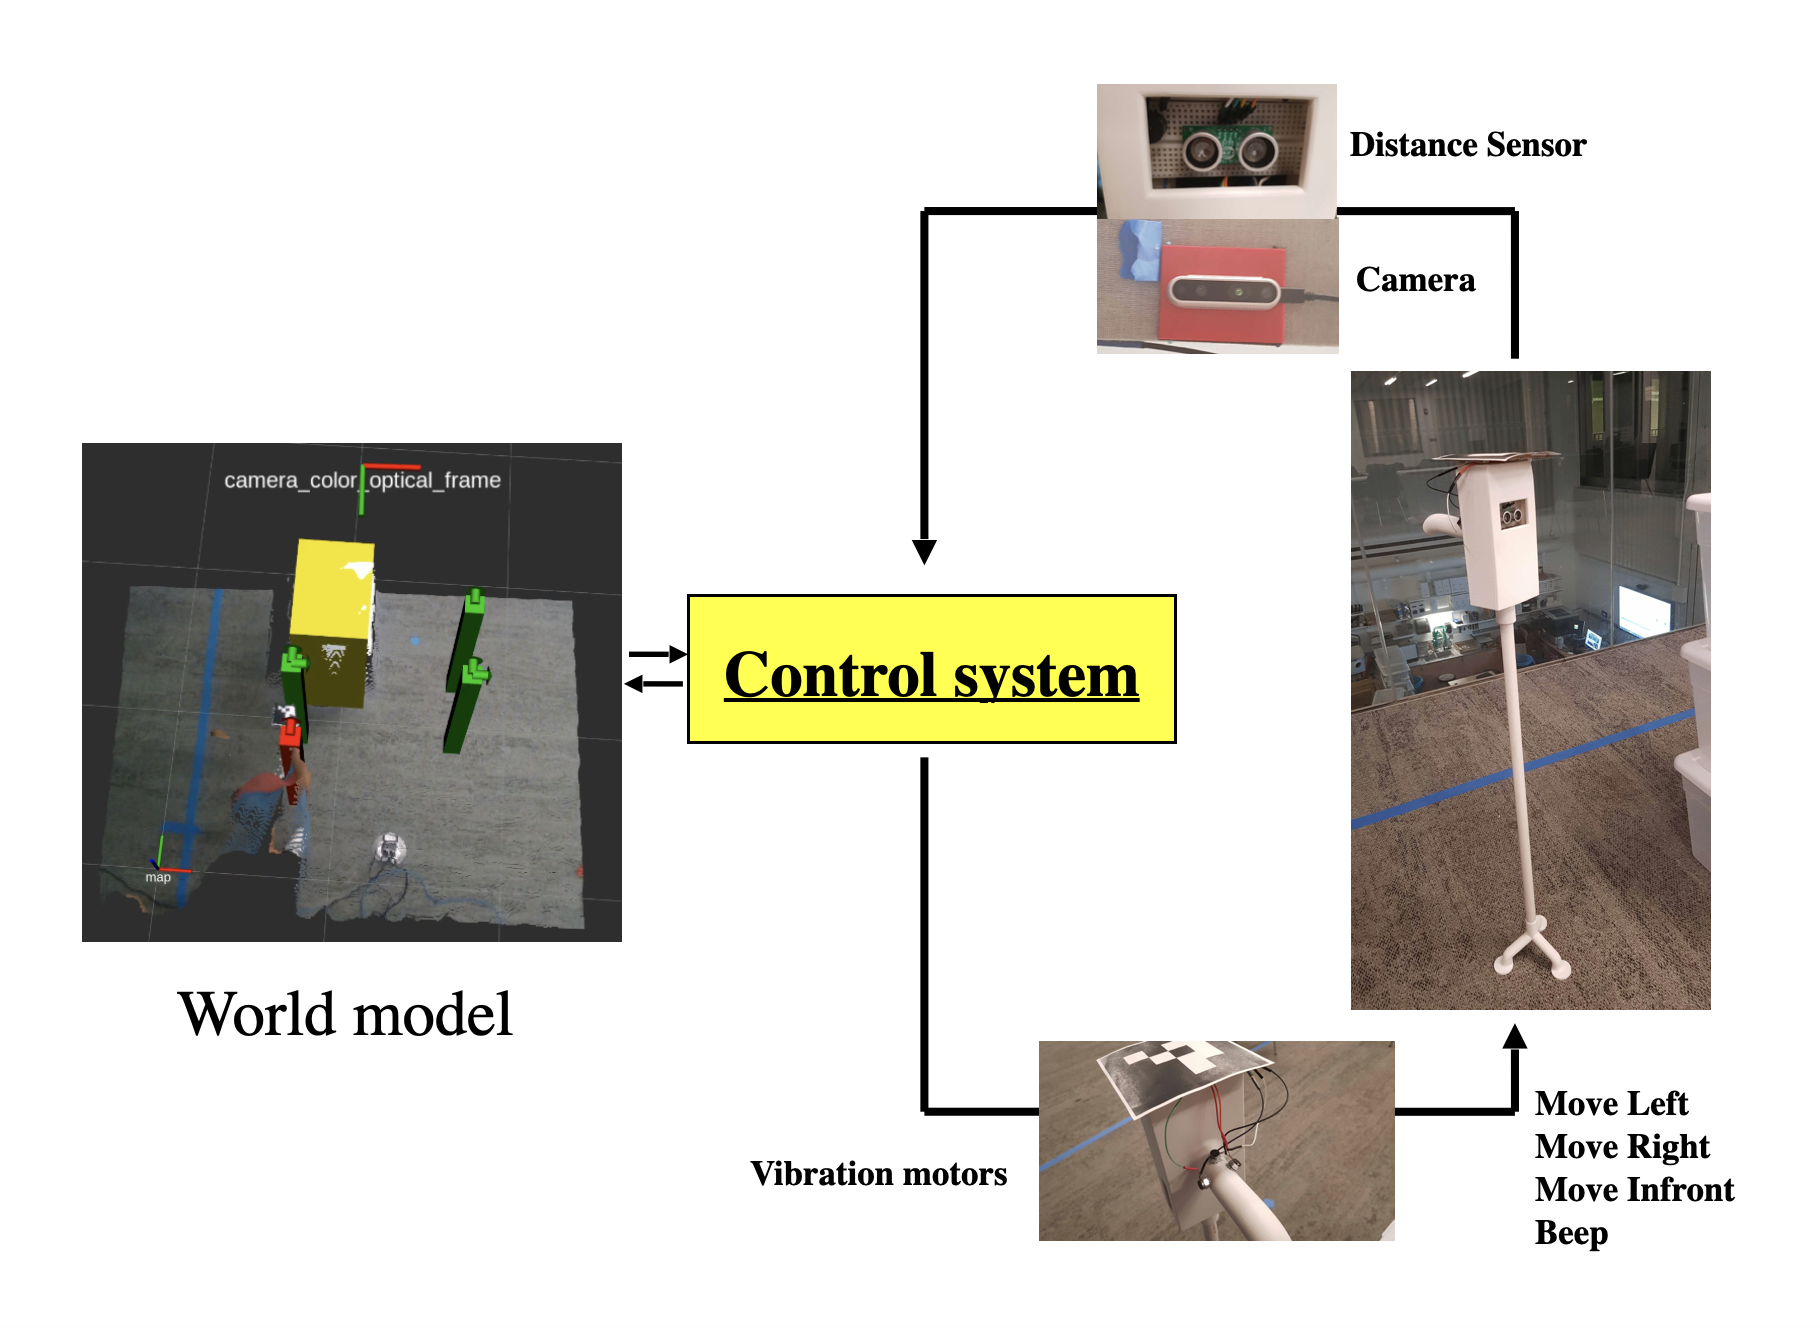 Distance Sensor
Camera
camera_color_optical_frame
Control system
map
World model
Vibration motors
Move Left
Move Right
Move Infront
Beep